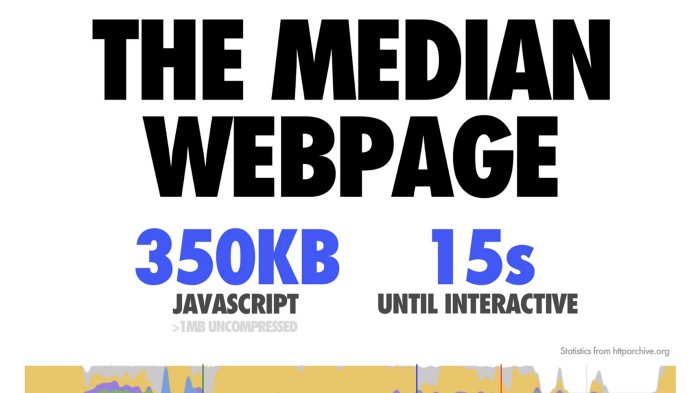 THE MEDIAN
WEBPAGE
350KB 15s
JAVASCRIPT UNTIL INTERACTIVE
>1MB UNCOMPRESSED
Statistics from httparchive.org